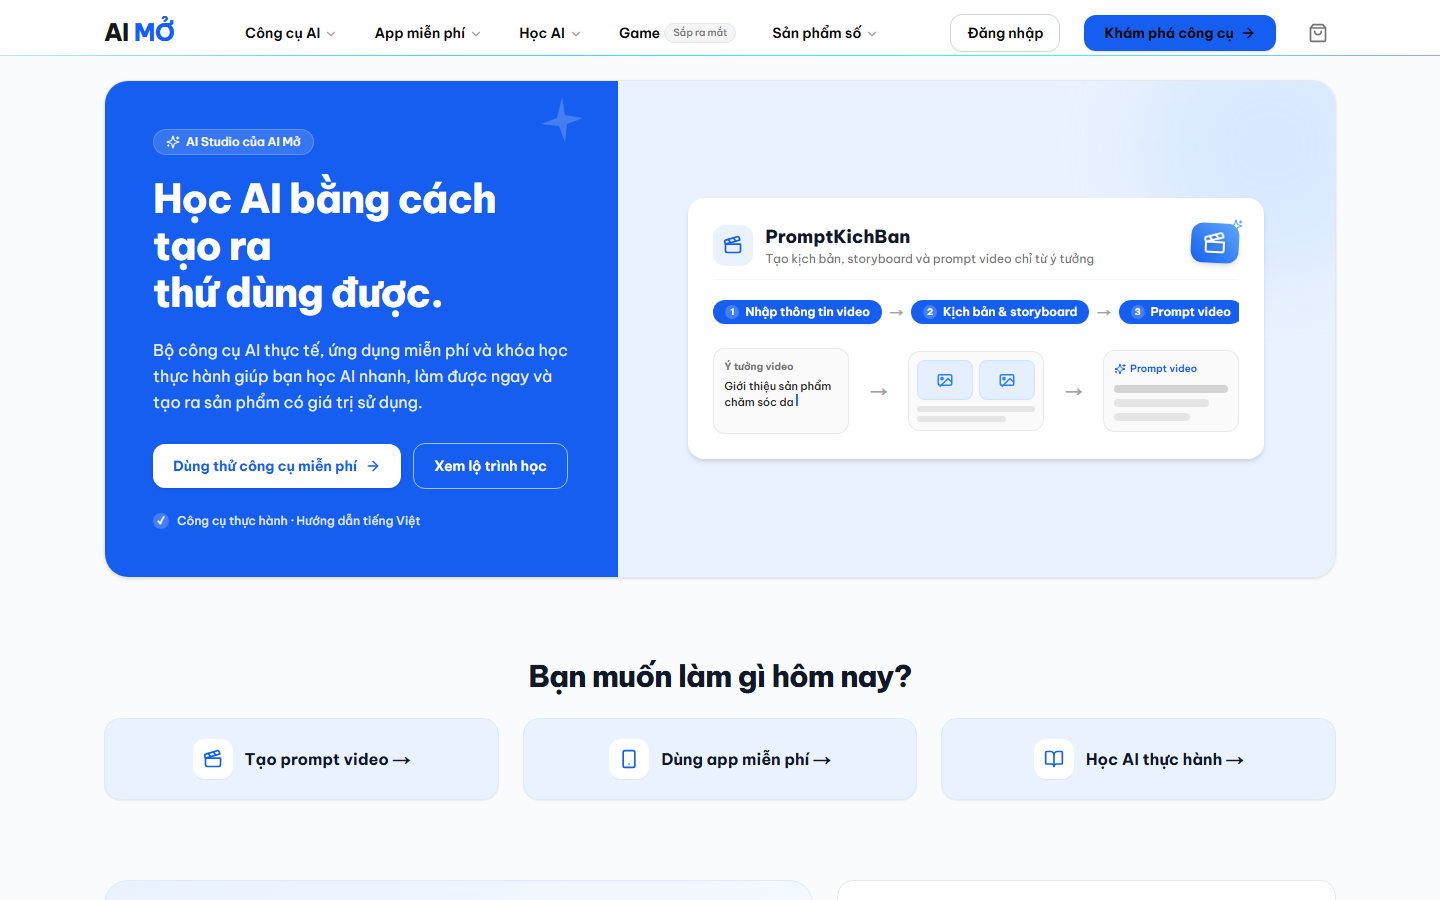 AI MỞ
Công cụ AI
App miễn phí
Học AI
Game Sắp ra mắt
Sản phẩm số
Đăng nhập
Khám phá công cụ →
AI Studio của AI Mở
Học AI bằng cách
tạo ra
thứ dùng được.
Bộ công cụ AI thực tế, ứng dụng miễn phí và khóa học
thực hành giúp bạn học AI nhanh, làm được ngay và
tạo ra sản phẩm có giá trị sử dụng.
Dùng thử công cụ miễn phí →
Xem lộ trình học
Công cụ thực hành · Hướng dẫn tiếng Việt
PromptKichBan
Tạo kịch bản, storyboard và prompt video chỉ từ ý tưởng
1 Nhập thông tin video → 2 Kịch bản & storyboard → 3 Prompt video
Ý tưởng video
Giới thiệu sản phẩm
chăm sóc da
→
→
Prompt video
Bạn muốn làm gì hôm nay?
Tạo prompt video →
Dùng app miễn phí →
Học AI thực hành →